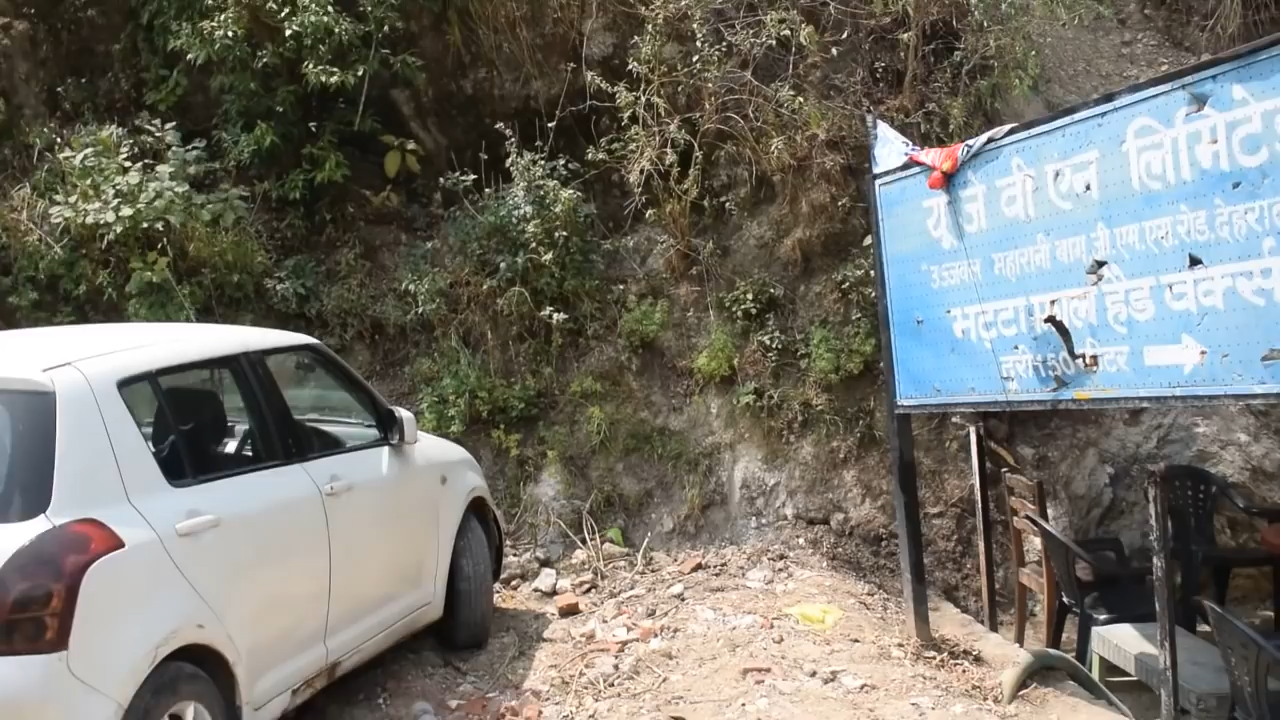 यू जे वी एन लिमिटेड
"उज्जवल महारानी बाग, जी.एम.एस. रोड, देहरा
भट्टा फाल हैड वर्क्स
दूरी 150 मीटर